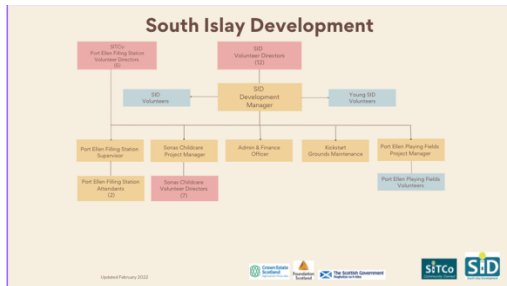 South Islay Development
SITCo
Port Ellen Filling Station
Volunteer Directors
SID
Volunteer Directors
(12)
SID
Volunteers
SID
Development
Manager
Young SID
Volunteers
Port Ellen Filling Station
Supervisor
Sonas Childcare
Project Manager
Admin & Finance
Officer
Kickstart
Grounds Maintenance
Port Ellen Playing Fields
Project Manager
Port Ellen Filling Station
Attendants
(2)
Sonas Childcare
Volunteer Directors
(7)
Port Ellen Playing Fields
Volunteers
Updated February 2022
Crown Estate
Scotland
Foundation
Scotland
The Scottish Government
SITCo
SID